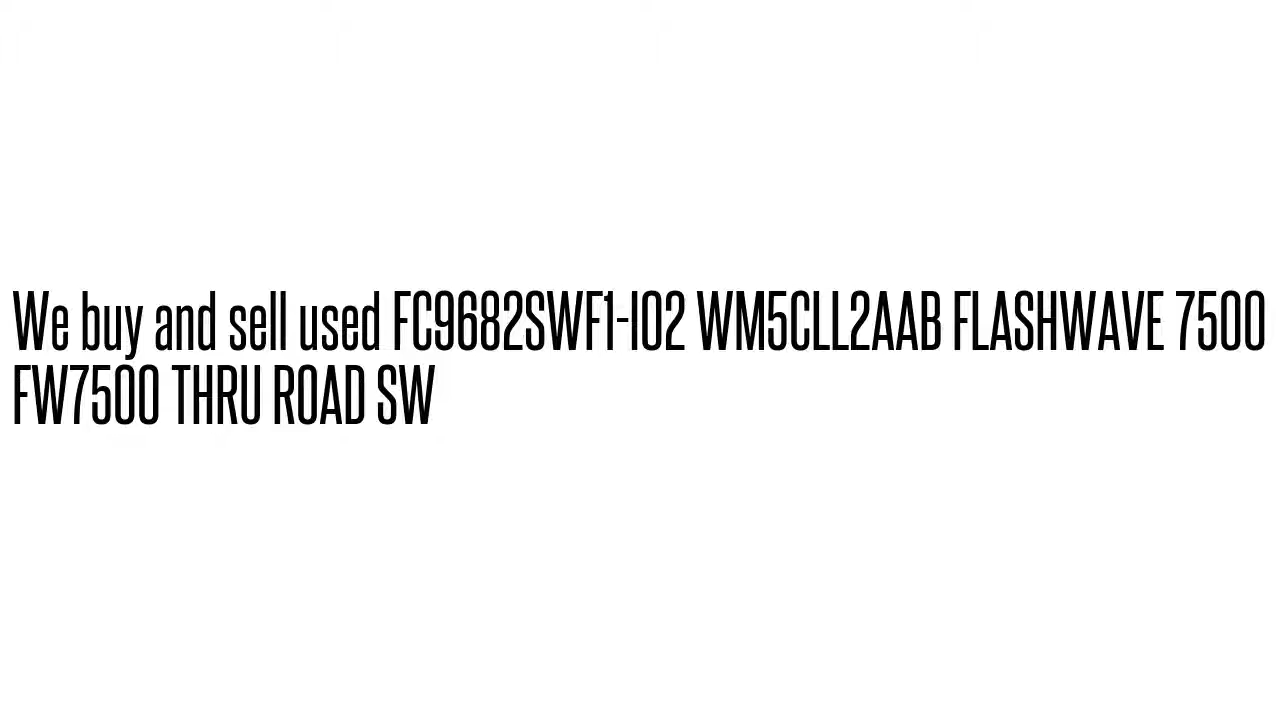 We buy and sell used FC9682SWF1-I02 WM5CLL2AAB FLASHWAVE 7500
FW7500 THRU ROAD SW